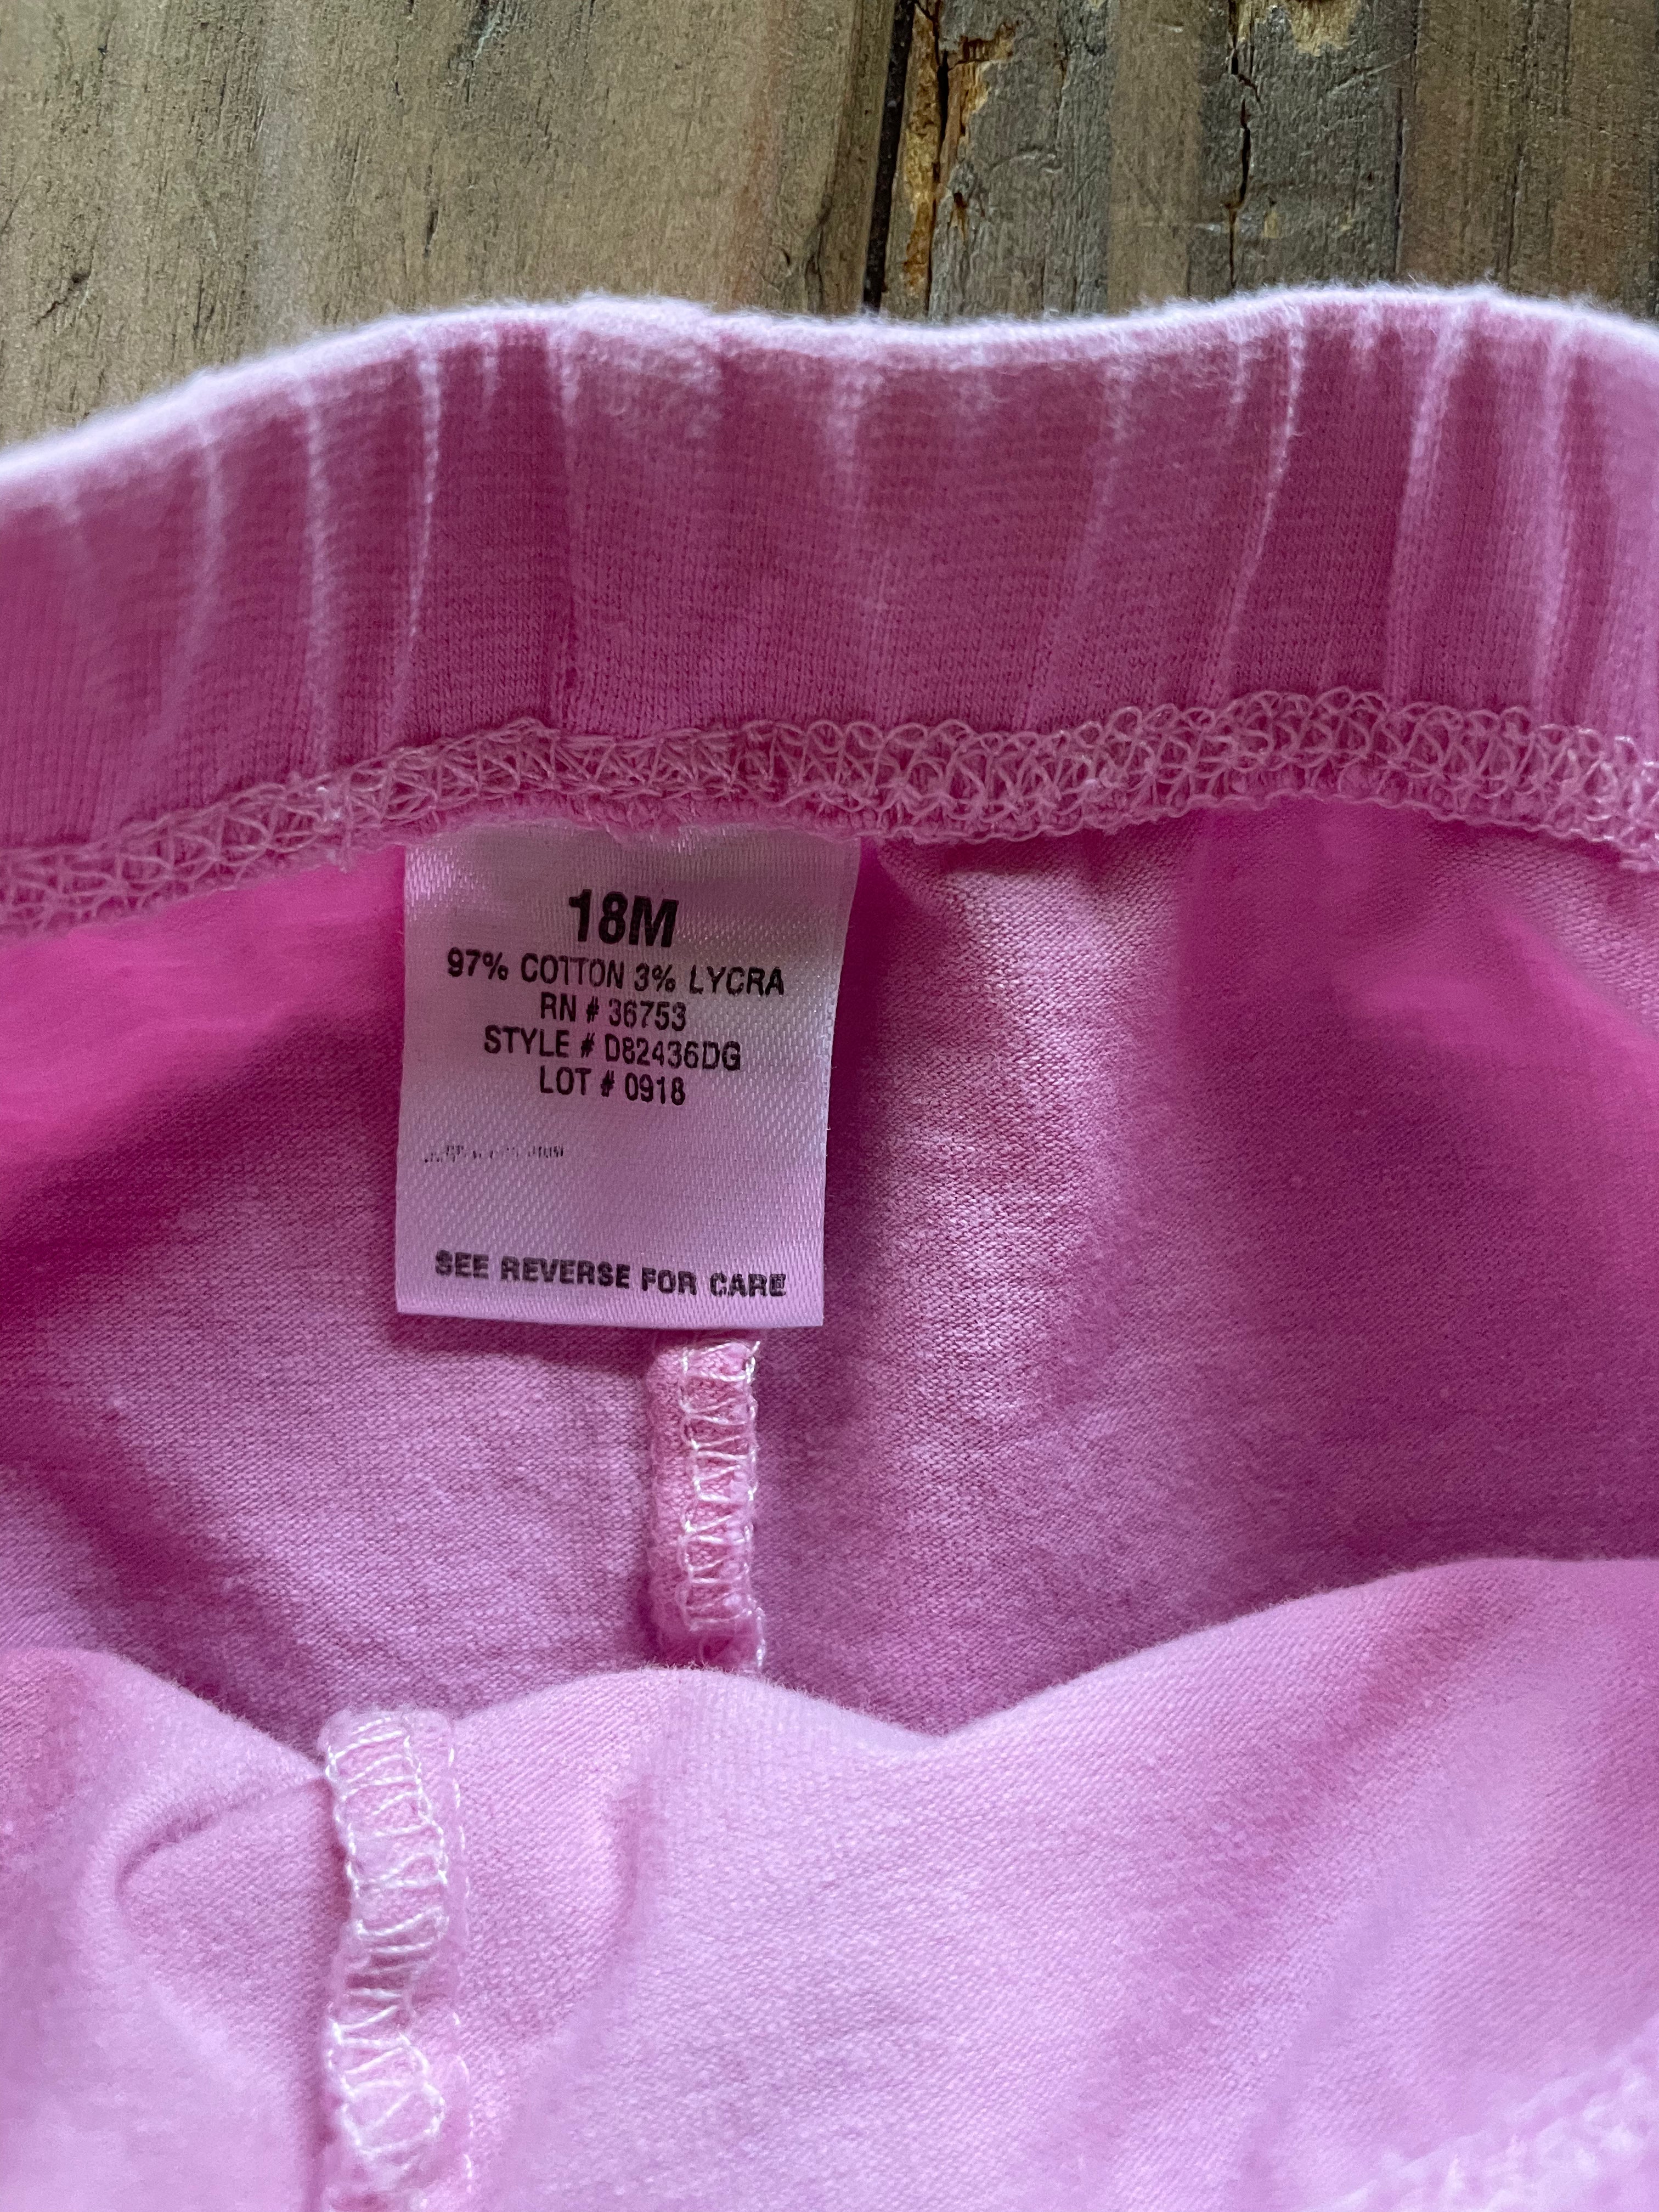 18M
97% COTTON 3% LYCRA
RN # 36753
STYLE # D82436DG
LOT # 0918
SEE REVERSE FOR CARE